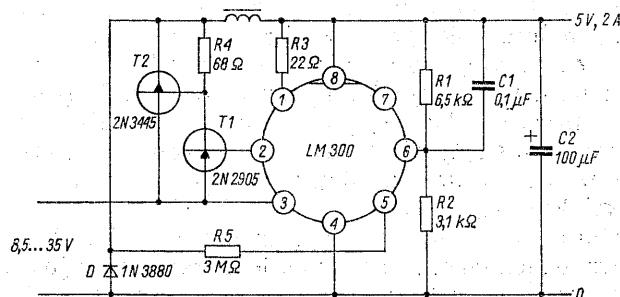 5V, 2A
T2
R4
68 Ω
R3
22 Ω
2N3445
T1
2N2905
1
2
3
4
5
6
7
8
LM 300
R1
6,5 kΩ
C1
0,1 µF
+
C2
100 µF
R2
3,1 kΩ
8,5...35 V
R5
3 MΩ
D
1N 3880
0